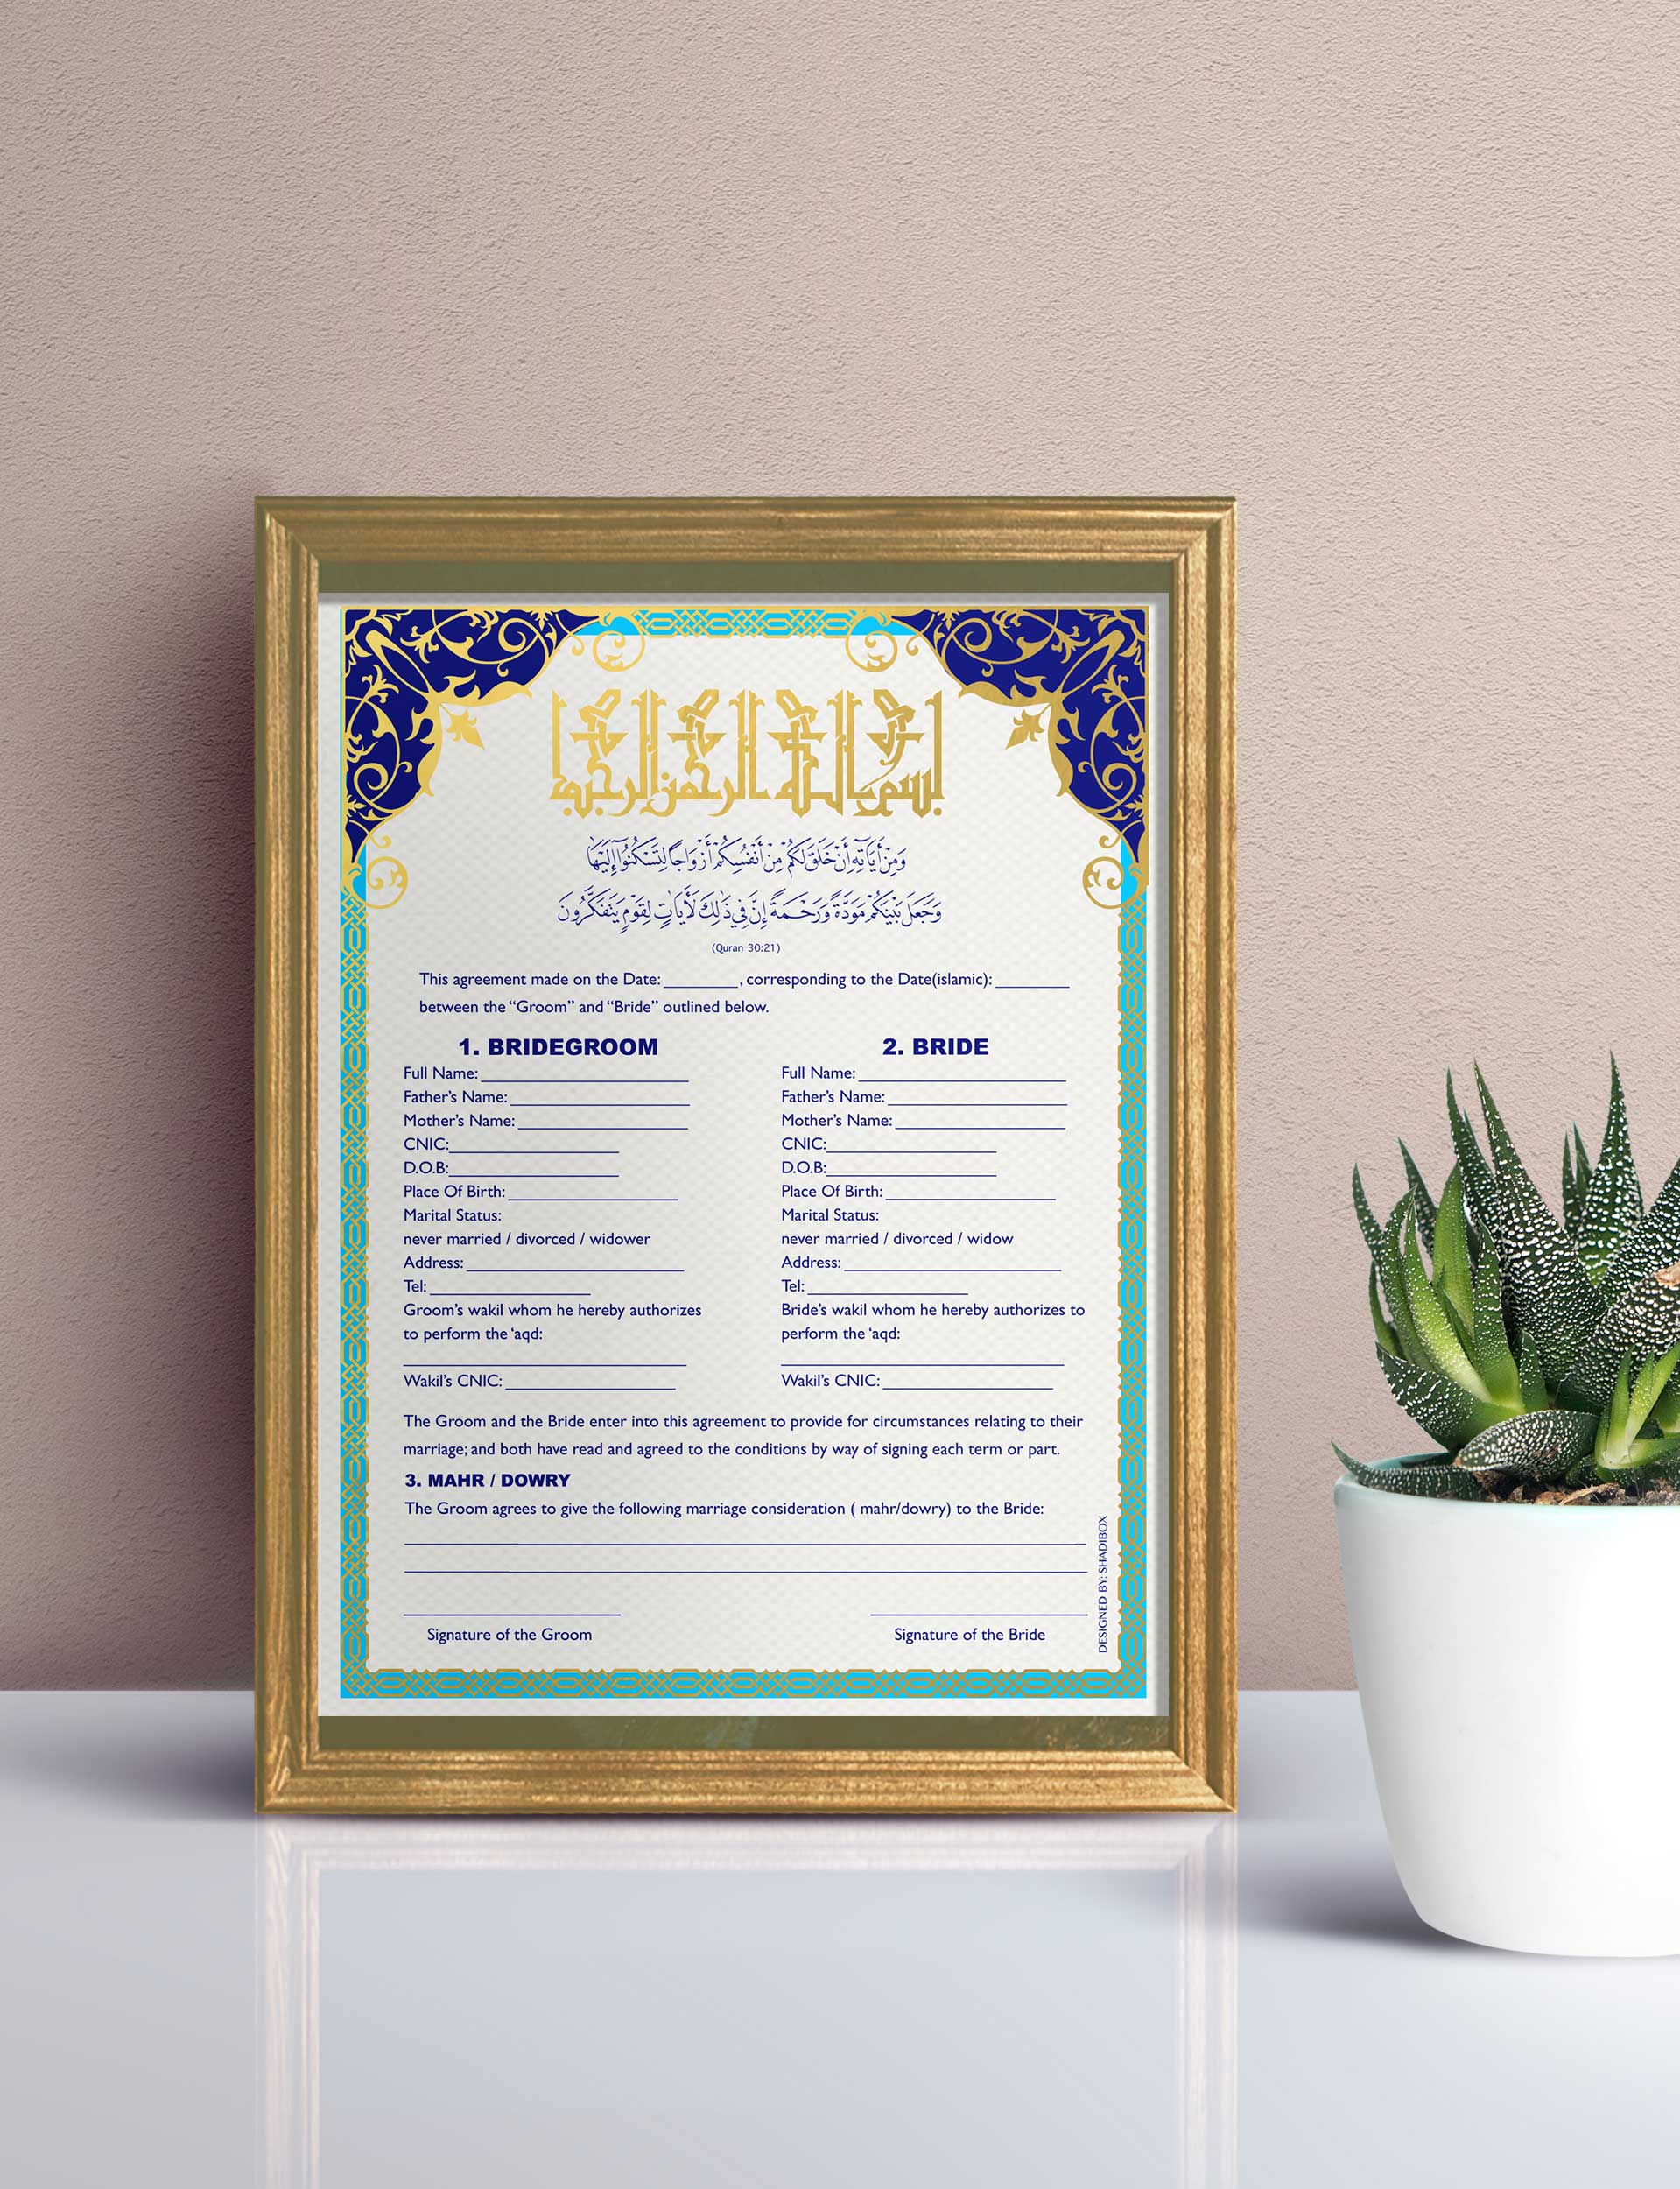 بسم الله الرحمن الرحيم
وَمِنْ أَيَاتِهِ أَنْ خَلَقَ لَكُمْ مِنْ أَنْفُسِكُمْ أَزْوَاجًا لِتَسْكُنُوا إِلَيْهَا
وَجَعَلَ بَيْنَكُمْ مَوَدَّةً وَرَحْمَةً إِنَّ فِي ذَلِكَ لَأَيَاتٍ لِقَوْمٍ يَتَفَكَّرُونَ
(Quran 30:21)
This agreement made on the Date:________, corresponding to the Date(islamic):________
between the “Groom” and “Bride” outlined below.
1. BRIDEGROOM
Full Name:
Father’s Name:
Mother’s Name:
CNIC:
D.O.B:
Place Of Birth:
Marital Status:
never married / divorced / widower
Address:
Tel:
Groom’s wakil whom he hereby authorizes
to perform the ‘aqd:
Wakil’s CNIC:
2. BRIDE
Full Name:
Father’s Name:
Mother’s Name:
CNIC:
D.O.B:
Place Of Birth:
Marital Status:
never married / divorced / widow
Address:
Tel:
Bride’s wakil whom he hereby authorizes to
perform the ‘aqd:
Wakil’s CNIC:
The Groom and the Bride enter into this agreement to provide for circumstances relating to their
marriage; and both have read and agreed to the conditions by way of signing each term or part.
3. MAHR / DOWRY
The Groom agrees to give the following marriage consideration ( mahr/dowry) to the Bride:
Signature of the Groom
Signature of the Bride
DESIGNED BY: SHADIBOX